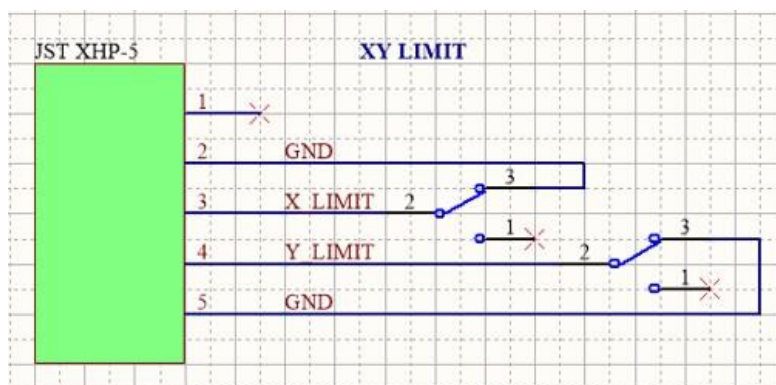 JST XHP-5 XY LIMIT
1
2 GND
3
3 X_LIMIT 2
1 3
4 Y_LIMIT 2
1
5 GND